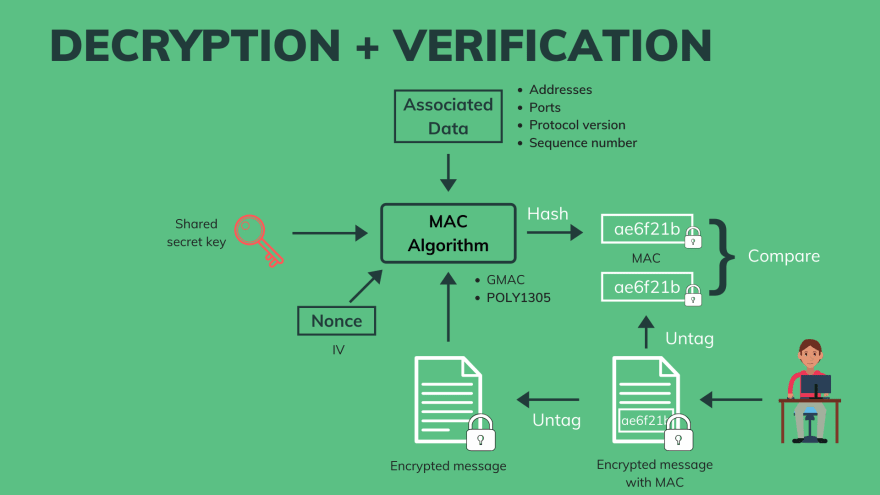 DECRYPTION + VERIFICATION
Associated
Data
• Addresses
• Ports
• Protocol version
• Sequence number
Shared
secret key
MAC
Algorithm
Hash
ae6f21b
MAC
ae6f21b
Compare
• GMAC
• POLY1305
Nonce
IV
Untag
Untag
ae6f21b
Encrypted message
Encrypted message
with MAC